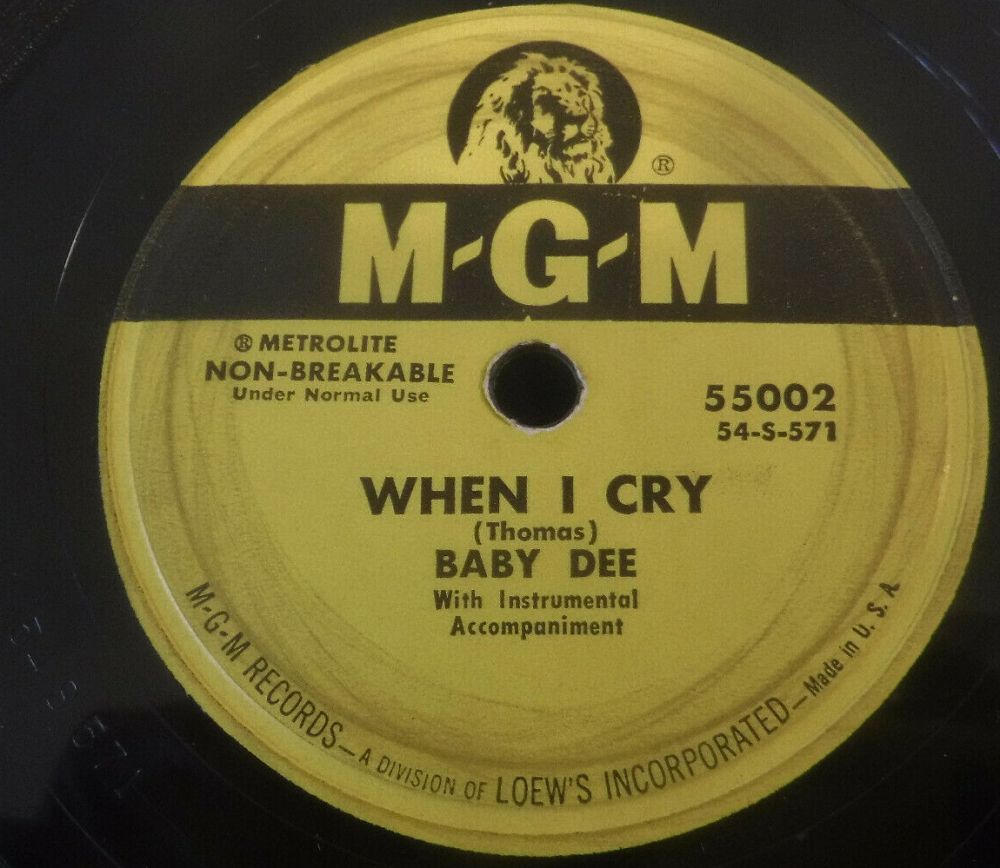 ®
M-G-M
® METROLITE
NON-BREAKABLE
Under Normal Use
55002
54-S-571
WHEN I CRY
(Thomas)
BABY DEE
With Instrumental
Accompaniment
M-G-M RECORDS—A DIVISION OF LOEW'S INCORPORATED—Made in U. S. A.